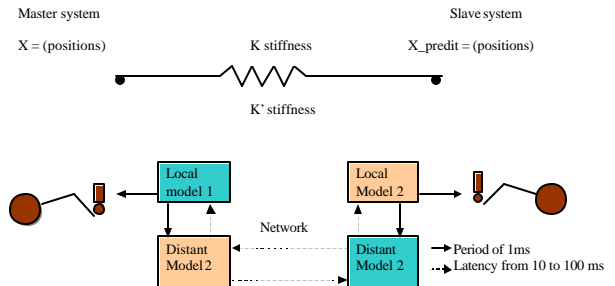 Master system
Slave system
X = (positions)
K stiffness
X_predit = (positions)
K' stiffness
Local model 1
Local Model 2
Network
Distant Model 2
Distant Model 2
Period of 1ms
Latency from 10 to 100 ms